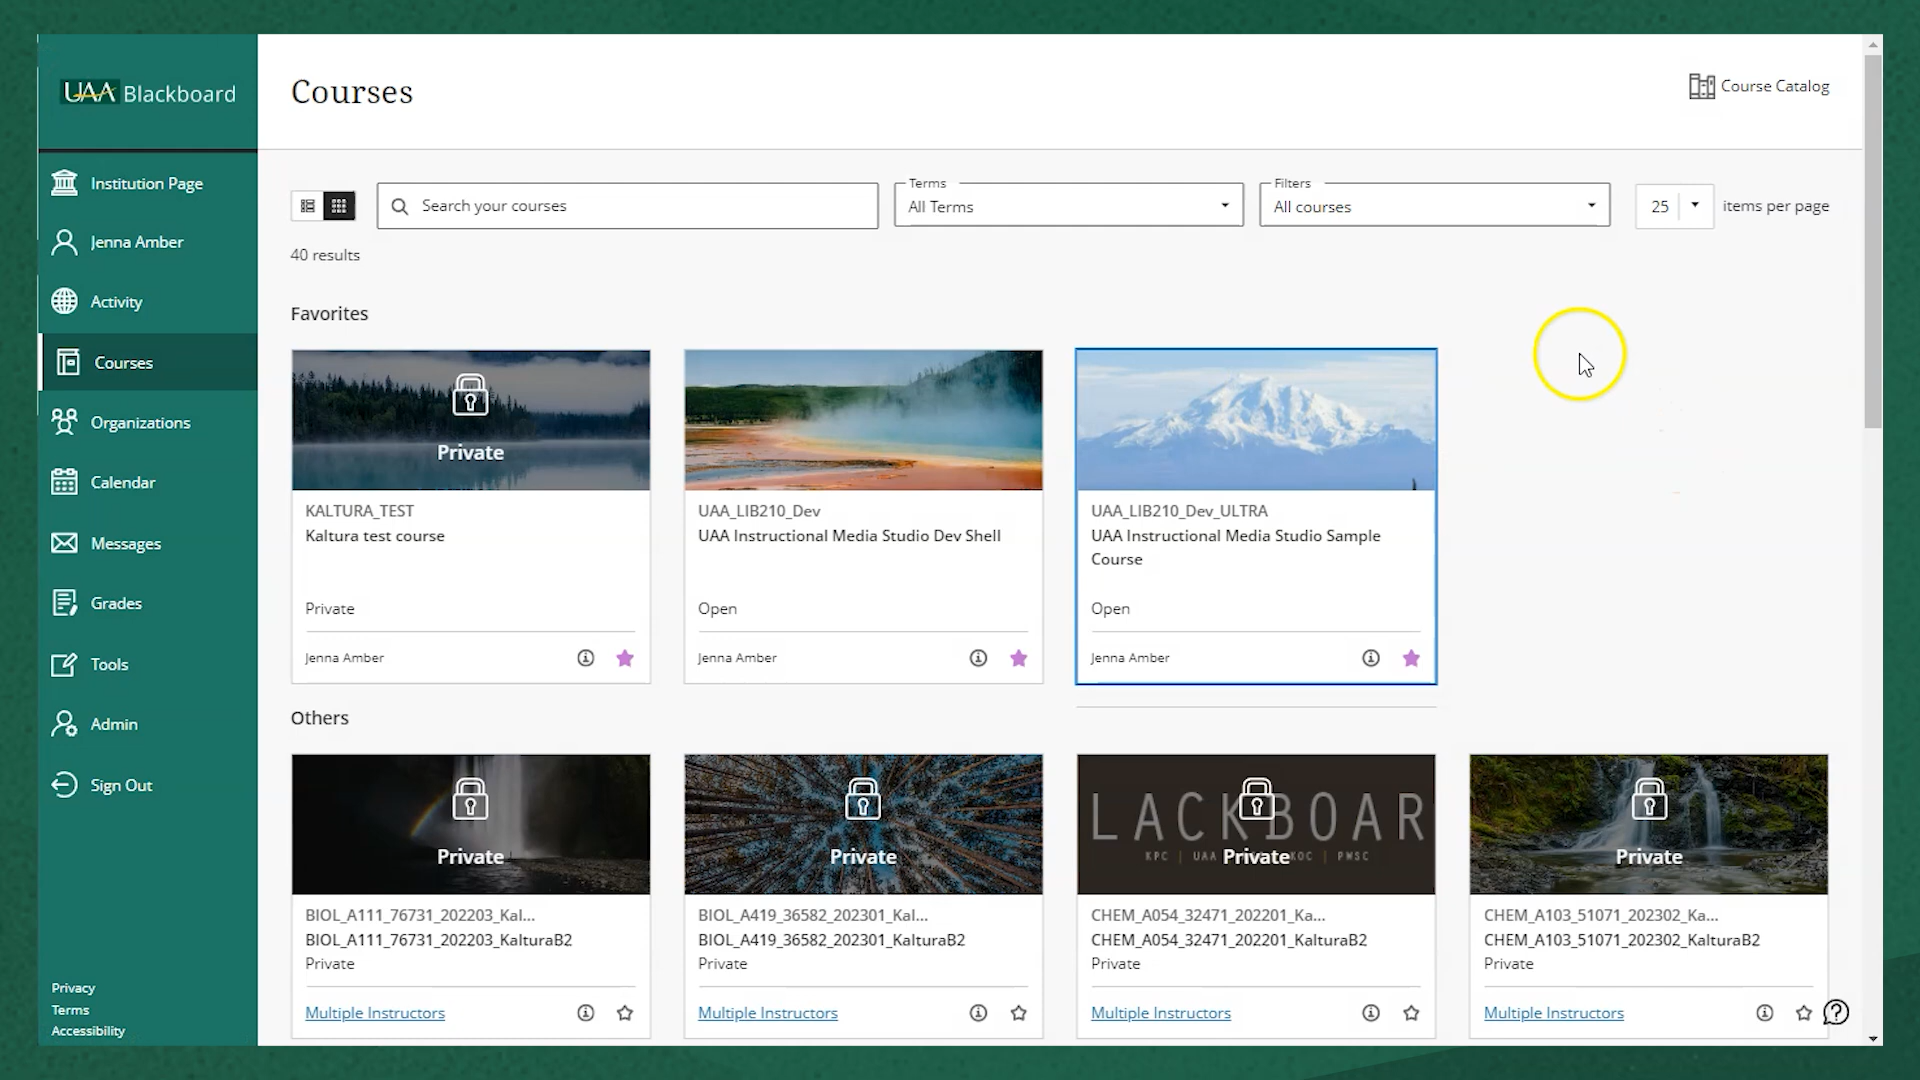 UAA Blackboard
Institution Page
Jenna Amber
Activity
Courses
Organizations
Calendar
Messages
Grades
Tools
Admin
Sign Out
Privacy
Terms
Accessibility
Courses
Course Catalog
Search your courses
Terms
All Terms
Filters
All courses
25
items per page
40 results
Favorites
Private
KALTURA_TEST
Kaltura test course
Private
Jenna Amber
UAA_LIB210_Dev
UAA Instructional Media Studio Dev Shell
Open
Jenna Amber
UAA_LIB210_Dev_ULTRA
UAA Instructional Media Studio Sample
Course
Open
Jenna Amber
Others
Private
BIOL_A111_76731_202203_Kal...
BIOL_A111_76731_202203_KalturaB2
Private
Multiple Instructors
Private
BIOL_A419_36582_202301_Kal...
BIOL_A419_36582_202301_KalturaB2
Private
Multiple Instructors
LACKBOAR
KPC | UAA Private KOC | PWSC
CHEM_A054_32471_202201_Ka...
CHEM_A054_32471_202201_KalturaB2
Private
Multiple Instructors
Private
CHEM_A103_51071_202302_Ka...
CHEM_A103_51071_202302_KalturaB2
Private
Multiple Instructors